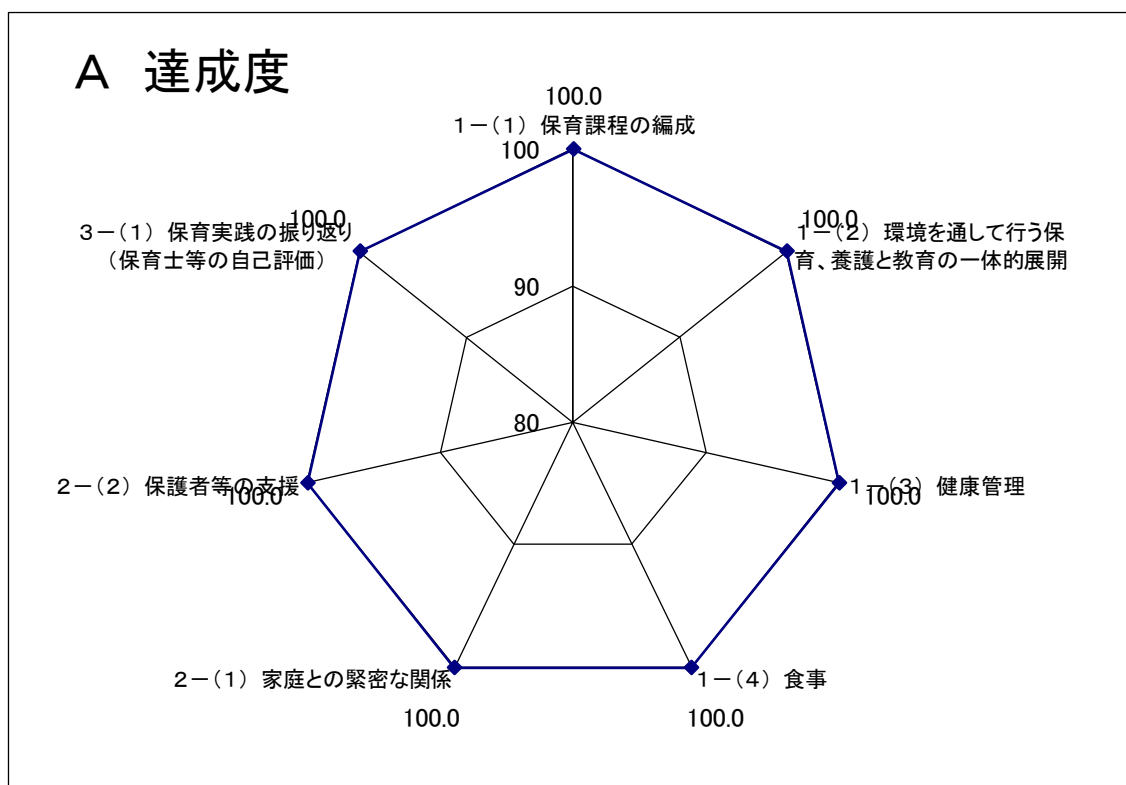 A 達成度
100.0
1－(1) 保育課程の編成
100
100.0
1－(2) 環境を通して行う保
育、養護と教育の一体的展開
100.0
3－(1) 保育実践の振り返り
(保育士等の自己評価)
90
80
1－(3) 健康管理
100.0
2－(2) 保護者等の支援
100.0
2－(1) 家庭との緊密な関係
100.0
1－(4) 食事
100.0